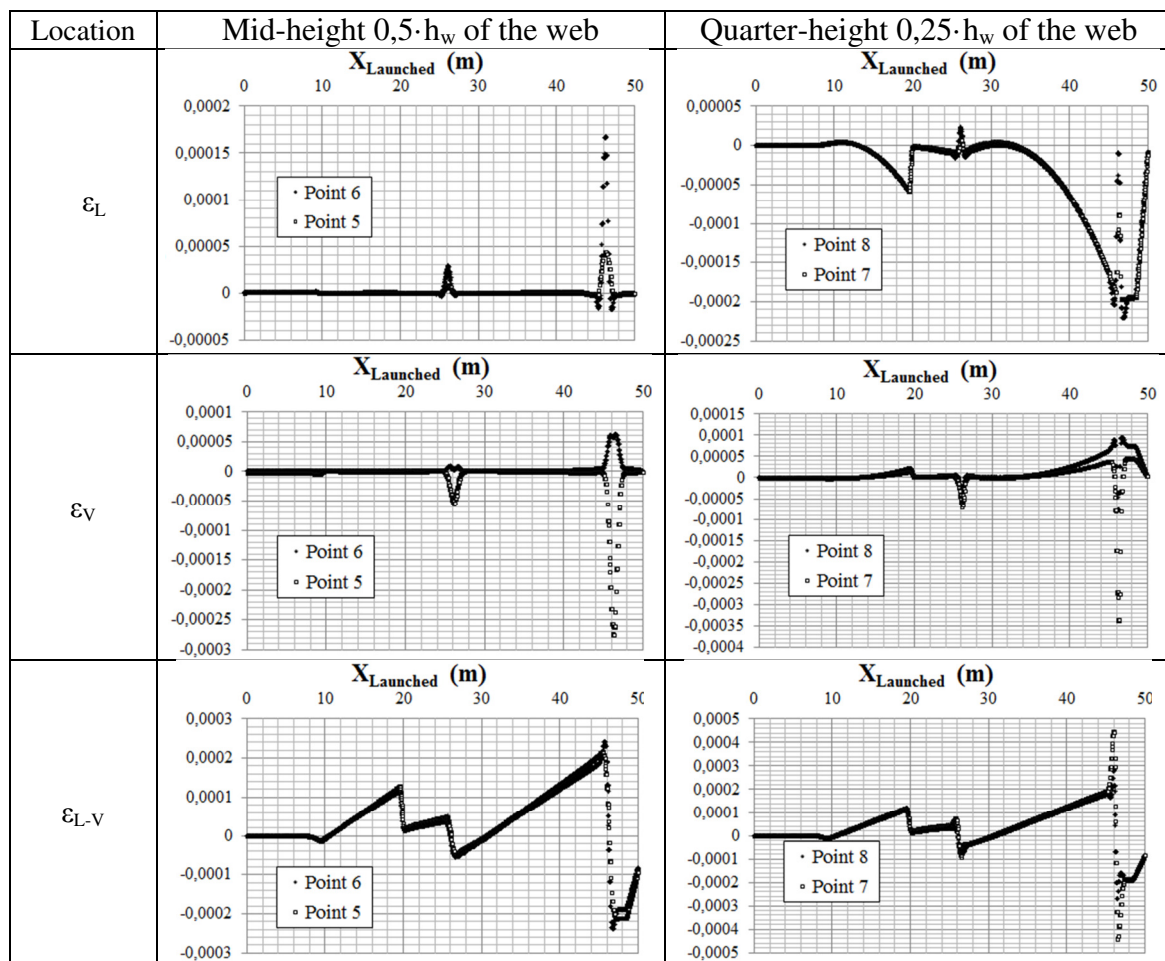 Location Mid-height 0,5·hw of the web Quarter-height 0,25·hw of the web
εL
XLaunched (m)
0 10 20 30 40 50
0,0002
0,00015
0,0001
0,00005
0
-0,00005
Point 6
Point 5
XLaunched (m)
0 10 20 30 40 50
0,00005
0
-0,00005
-0,0001
-0,00015
-0,0002
-0,00025
Point 8
Point 7
εV
XLaunched (m)
0 10 20 30 40 50
0,0001
0,00005
0
-0,00005
-0,0001
-0,00015
-0,0002
-0,00025
-0,0003
Point 6
Point 5
XLaunched (m)
0 10 20 30 40 50
0,00015
0,0001
0,00005
0
-0,00005
-0,0001
-0,00015
-0,0002
-0,00025
-0,0003
-0,00035
-0,0004
Point 8
Point 7
εL-V
XLaunched (m)
0 10 20 30 40 50
0,0003
0,0002
0,0001
0
-0,0001
-0,0002
-0,0003
Point 6
Point 5
XLaunched (m)
0 10 20 30 40 50
0,0005
0,0004
0,0003
0,0002
0,0001
0
-0,0001
-0,0002
-0,0003
-0,0004
-0,0005
Point 8
Point 7